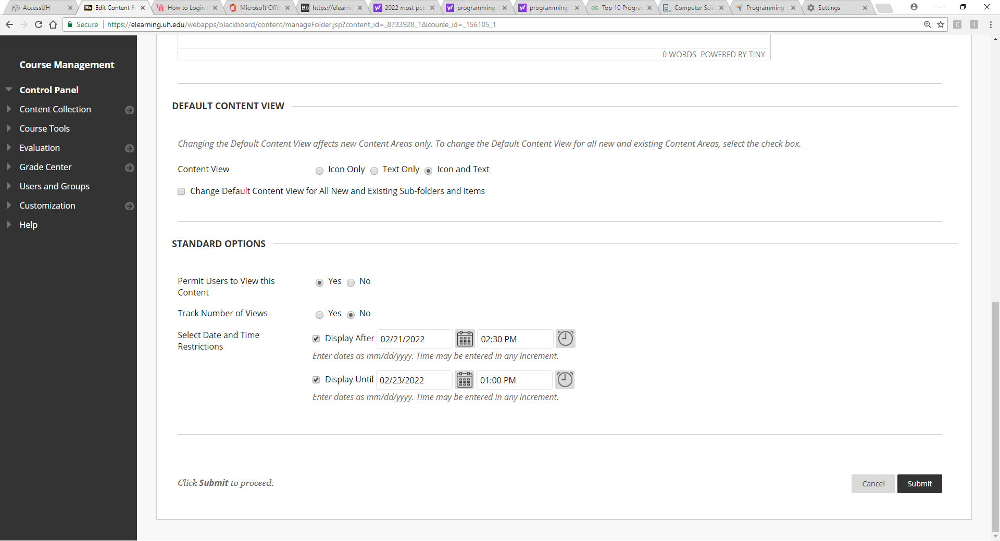 AccessUH
Edit Content F
How to Login
Microsoft Offic
https://elearnin
2022 most pop
programming
programming
Top 10 Progra
Computer Scie
Programming
Settings
Secure
https://elearning.uh.edu/webapps/blackboard/content/manageFolder.jsp?content_id=_8733928_1&course_id=_156105_1
Course Management
Control Panel
Content Collection
Course Tools
Evaluation
Grade Center
Users and Groups
Customization
Help
0 WORDS POWERED BY TINY
DEFAULT CONTENT VIEW
Changing the Default Content View affects new Content Areas only. To change the Default Content View for all new and existing Content Areas, select the check box.
Content View Icon Only Text Only Icon and Text
Change Default Content View for All New and Existing Sub-folders and Items
STANDARD OPTIONS
Permit Users to View this Content Yes No
Track Number of Views Yes No
Select Date and Time Restrictions
Display After 02/21/2022 02:30 PM
Enter dates as mm/dd/yyyy. Time may be entered in any increment.
Display Until 02/23/2022 01:00 PM
Enter dates as mm/dd/yyyy. Time may be entered in any increment.
Click Submit to proceed.
Cancel Submit